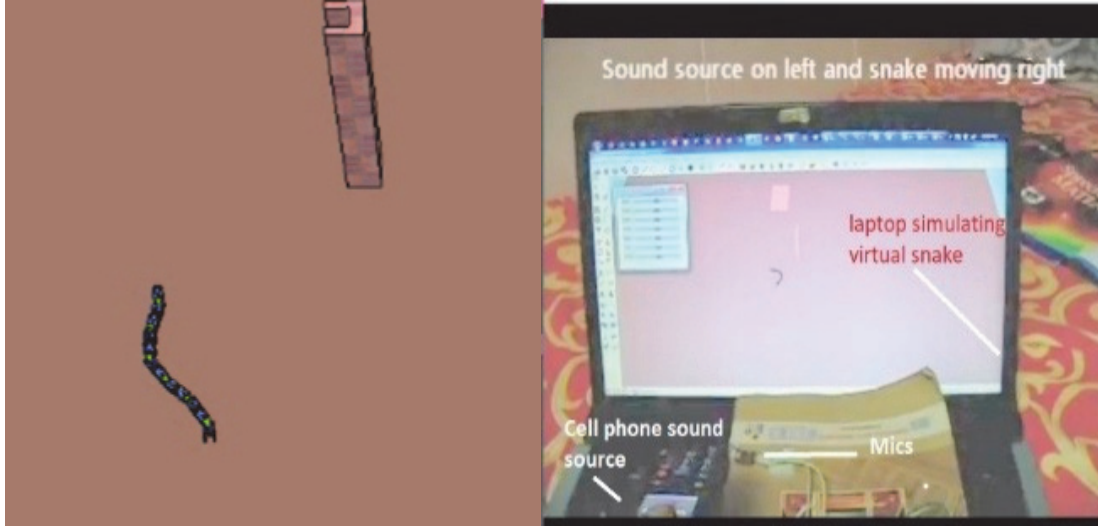 Sound source on left and snake moving right
laptop simulating
virtual snake
Cell phone sound
source
Mics